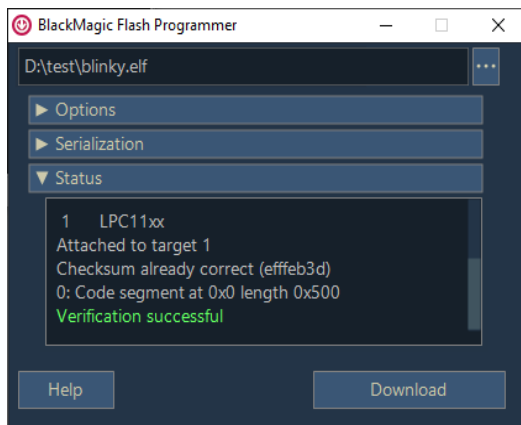 BlackMagic Flash Programmer
D:\test\blinky.elf
Options
Serialization
Status
1 LPC11xx
Attached to target 1
Checksum already correct (efffeb3d)
0: Code segment at 0x0 length 0x500
Verification successful
Help Download